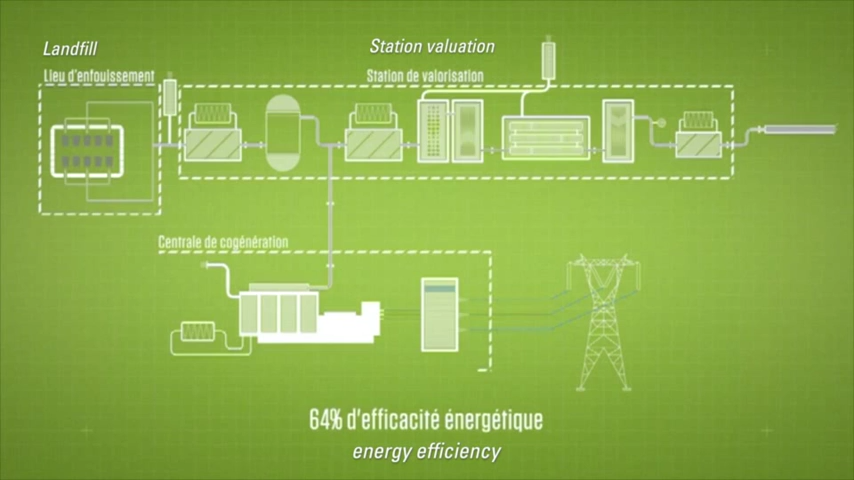 Landfill
Lieu d'enfouissement
Station valuation
Station de valorisation
Centrale de cogénération
64% d'efficacité énergétique
energy efficiency